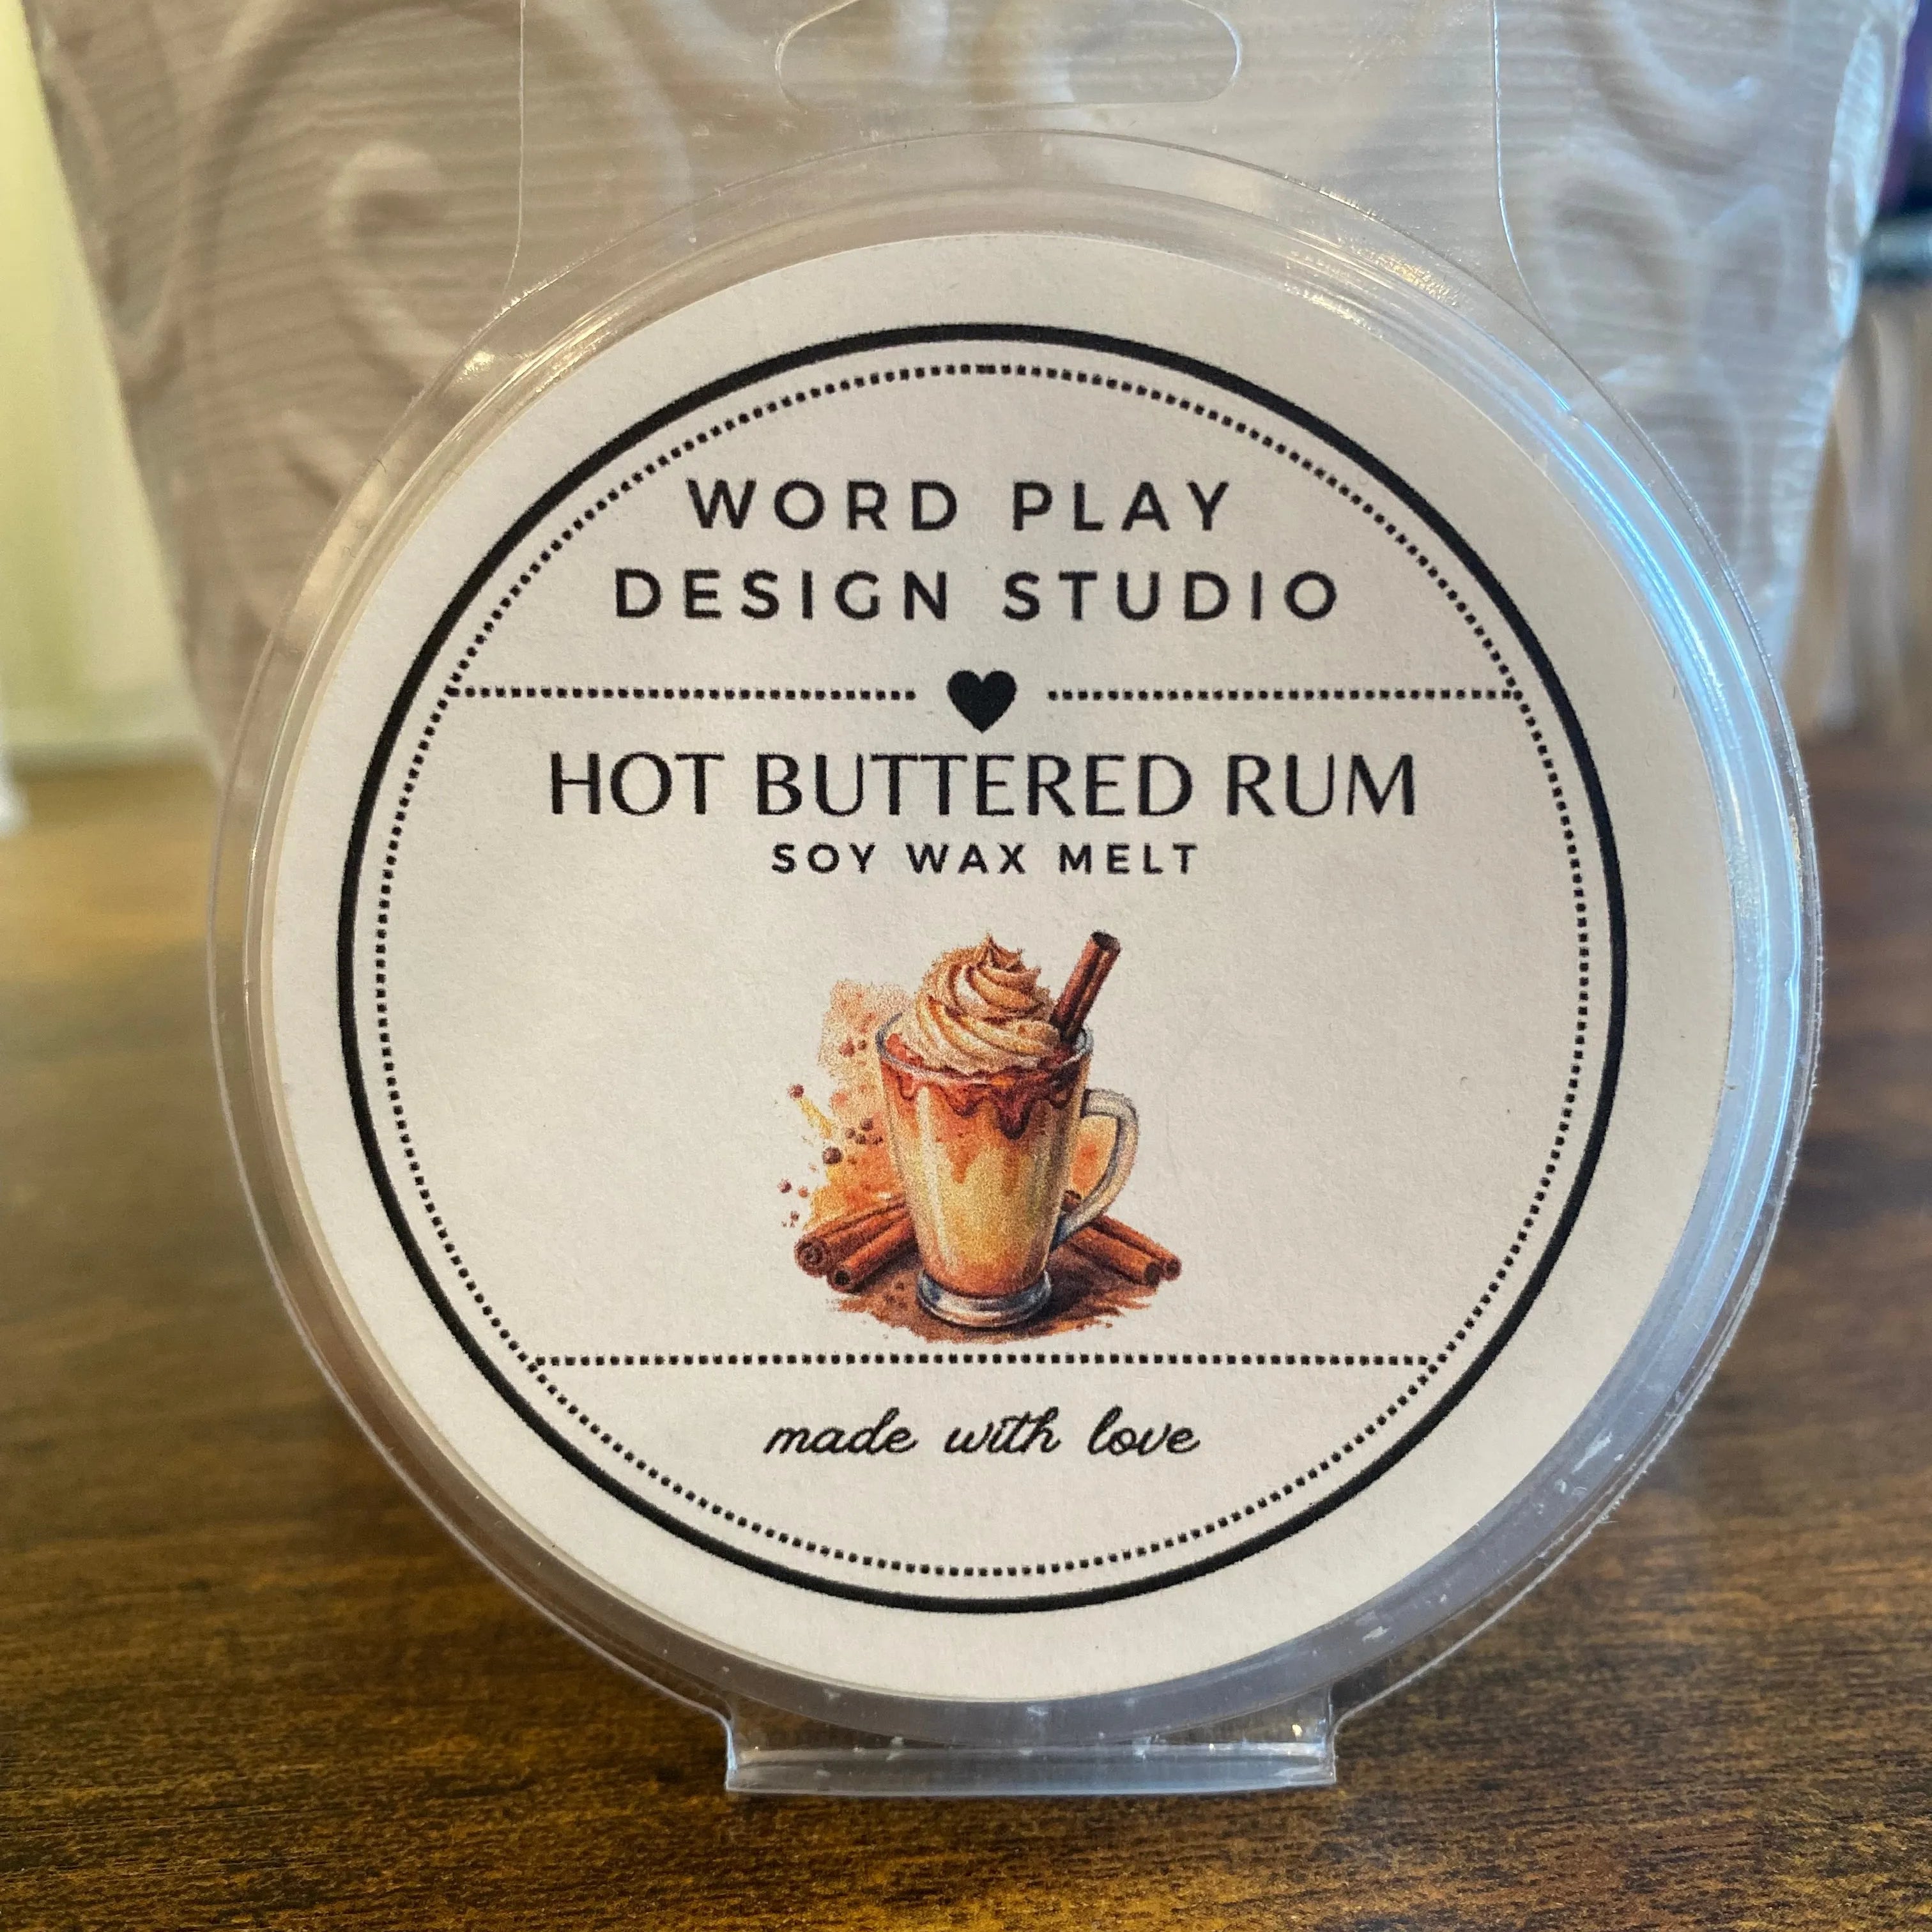 WORD PLAY
DESIGN STUDIO
HOT BUTTERED RUM
SOY WAX MELT
made with love